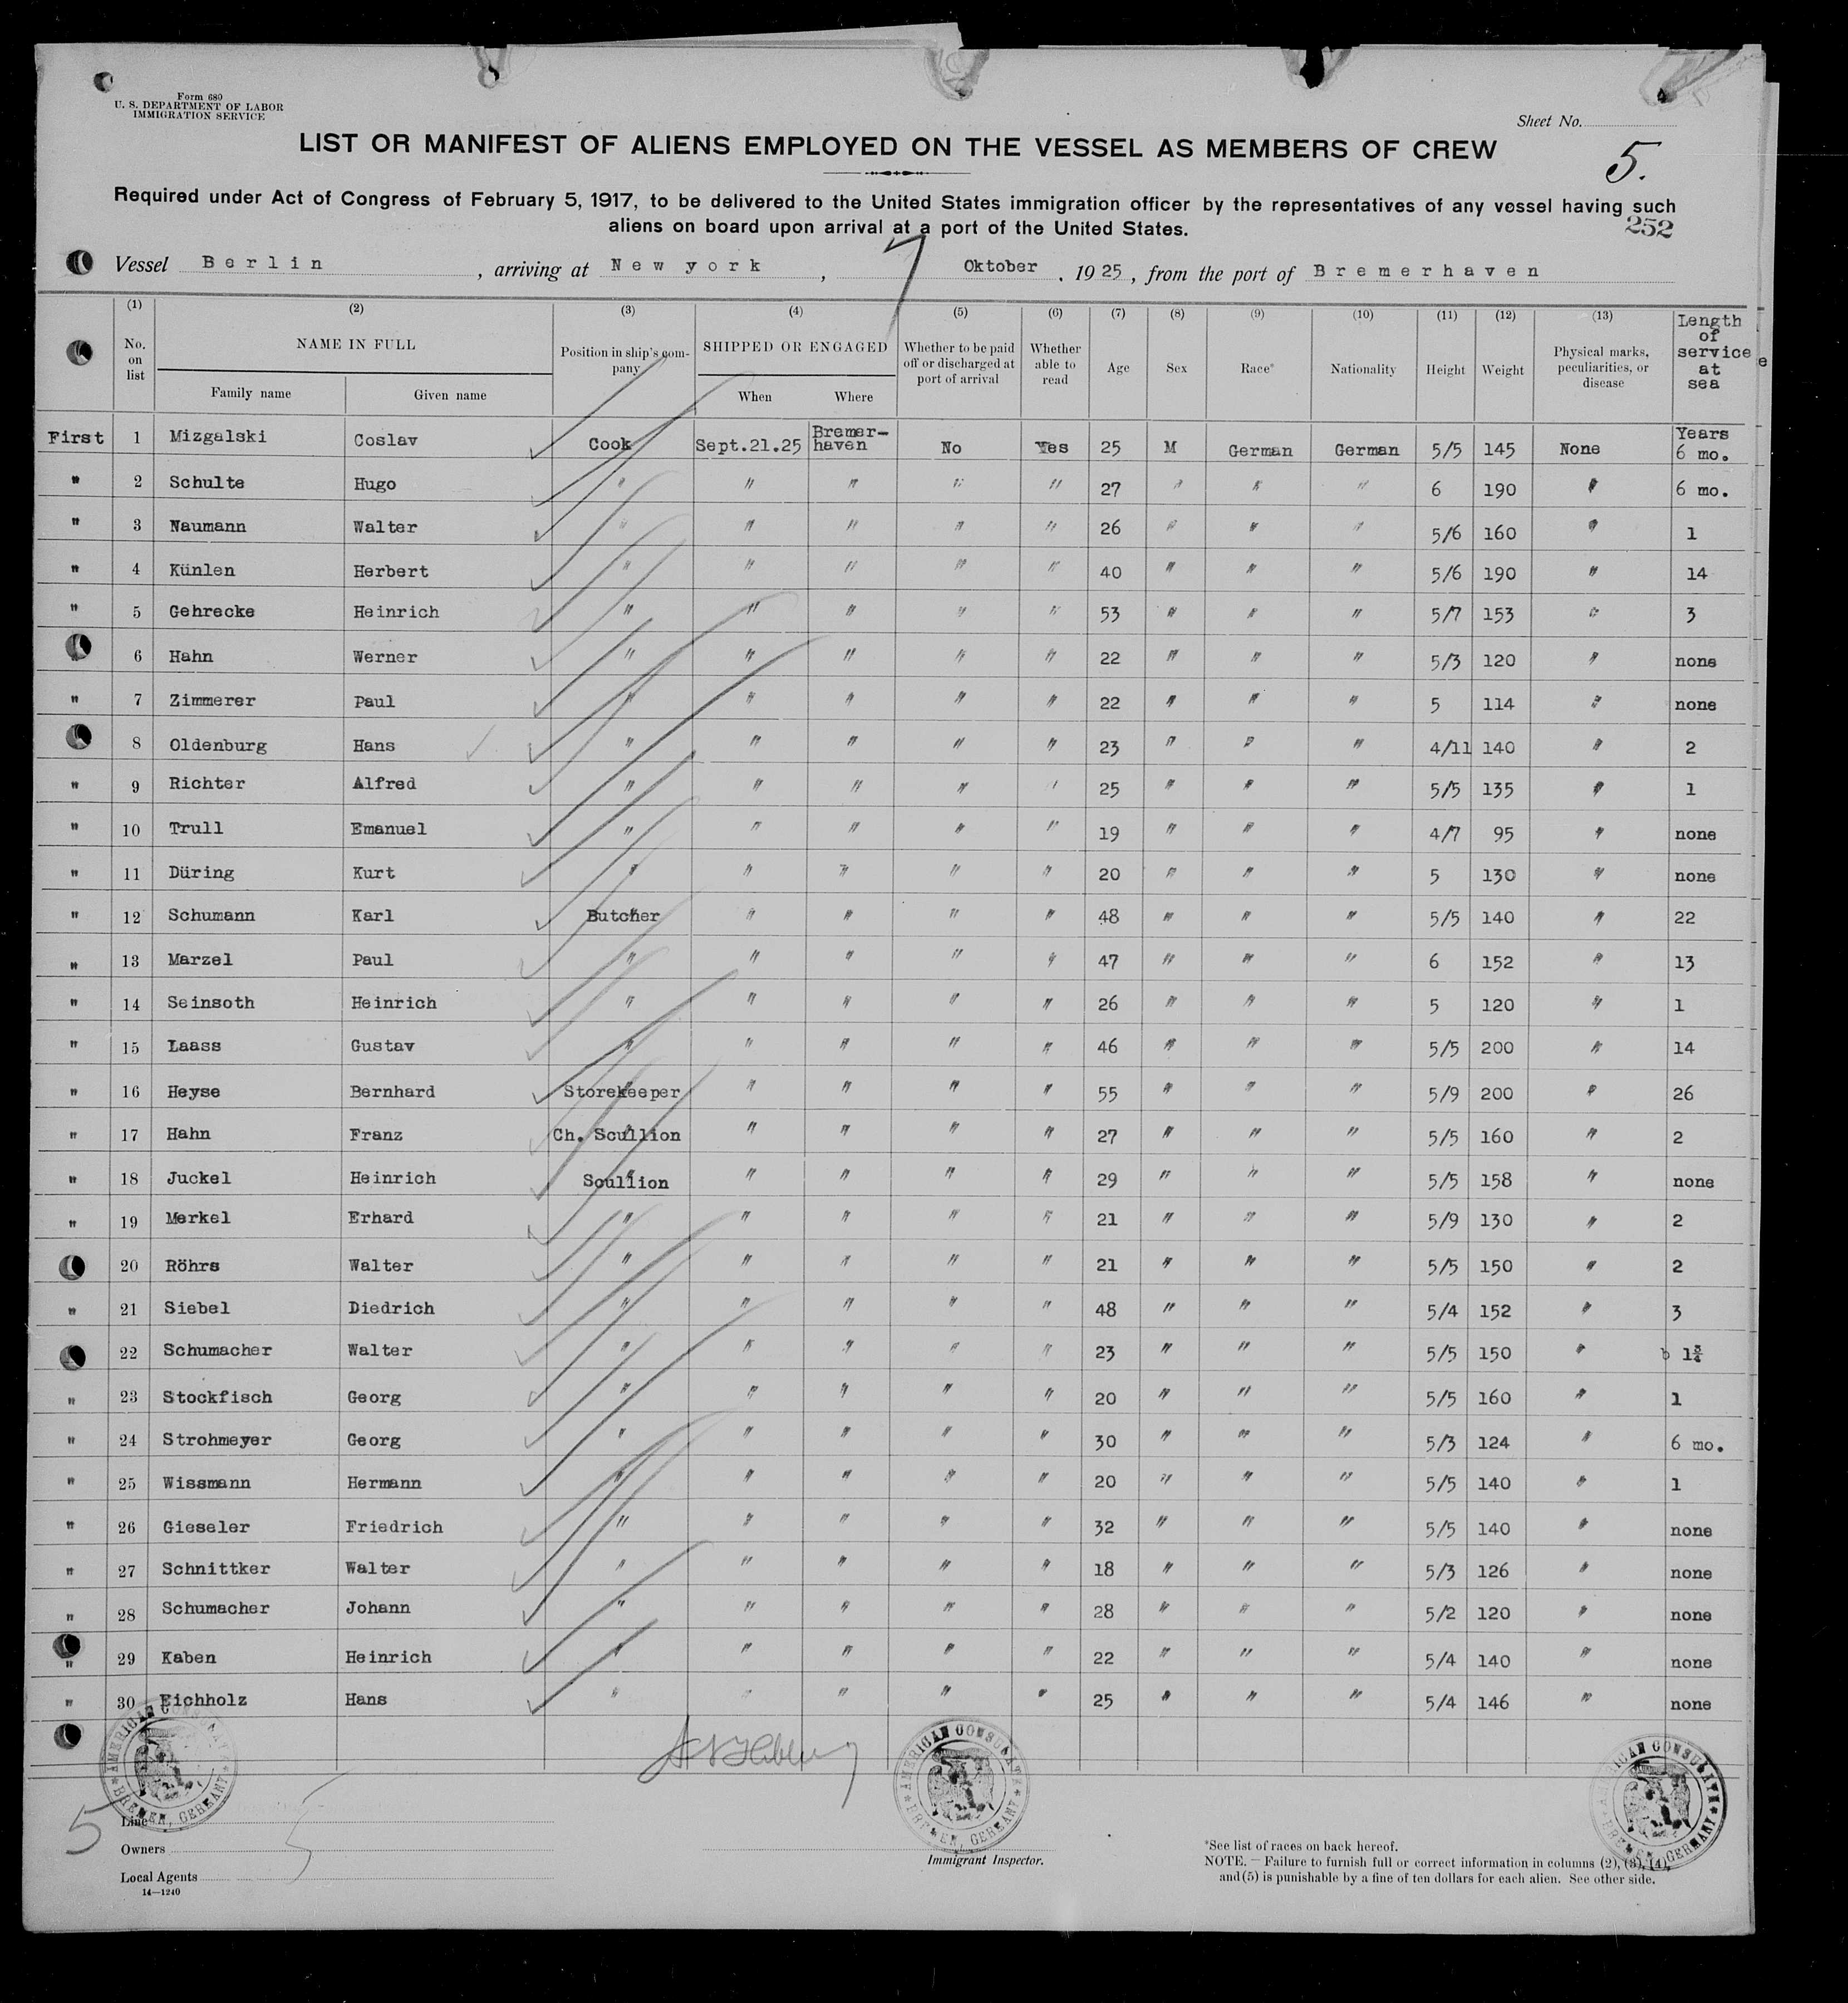 Form 680
U. S. DEPARTMENT OF LABOR
IMMIGRATION SERVICE
Sheet No.
LIST OR MANIFEST OF ALIENS EMPLOYED ON THE VESSEL AS MEMBERS OF CREW
5.
Required under Act of Congress of February 5, 1917, to be delivered to the United States immigration officer by the representatives of any vessel having such
aliens on board upon arrival at a port of the United States.
252
Vessel Berlin, arriving at New york, 7 Oktober, 1925, from the port of Bremerhaven
(1) (2) (3) (4) (5) (6) (7) (8) (9) (10) (11) (12) (13)
No. on list NAME IN FULL Family name Given name Position in ship's company SHIPPED OR ENGAGED When Where Whether to be paid off or discharged at port of arrival Whether able to read Age Sex Race* Nationality Height Weight Physical marks, peculiarities, or disease Length of service at sea
Years
First 1 Mizgalski Coslav Cook Sept.21.25 Bremer-haven No Yes 25 M German German 5/5 145 None 6 mo.
" 2 Schulte Hugo " " " " " 27 " " " 6 190 " 6 mo.
" 3 Naumann Walter " " " " " 26 " " " 5/6 160 " 1
" 4 Künlen Herbert " " " " " 40 " " " 5/6 190 " 14
" 5 Gehrecke Heinrich " " " " " 53 " " " 5/7 153 " 3
6 Hahn Werner " " " " " 22 " " " 5/3 120 " none
" 7 Zimmerer Paul " " " " " 22 " " " 5 114 " none
8 Oldenburg Hans " " " " " 23 " " " 4/11 140 " 2
" 9 Richter Alfred " " " " " 25 " " " 5/5 135 " 1
" 10 Trull Emanuel " " " " " 19 " " " 4/7 95 " none
" 11 Düring Kurt " " " " " 20 " " " 5 130 " none
" 12 Schumann Karl Butcher " " " " 48 " " " 5/5 140 " 22
" 13 Marzel Paul " " " " " 47 " " " 6 152 " 13
" 14 Seinsoth Heinrich " " " " " 26 " " " 5 120 " 1
" 15 Laass Gustav " " " " " 46 " " " 5/5 200 " 14
" 16 Heyse Bernhard Storekeeper " " " " 55 " " " 5/9 200 " 26
" 17 Hahn Franz Ch. Scullion " " " " 27 " " " 5/5 160 " 2
" 18 Juckel Heinrich Scullion " " " " 29 " " " 5/5 158 " none
" 19 Merkel Erhard " " " " " 21 " " " 5/9 130 " 2
20 Röhrs Walter " " " " " 21 " " " 5/5 150 " 2
" 21 Siebel Diedrich " " " " " 48 " " " 5/4 152 " 3
22 Schumacher Walter " " " " " 23 " " " 5/5 150 " 1¾
" 23 Stockfisch Georg " " " " " 20 " " " 5/5 160 " 1
" 24 Strohmeyer Georg " " " " " 30 " " " 5/3 124 " 6 mo.
" 25 Wissmann Hermann " " " " " 20 " " " 5/5 140 " 1
" 26 Gieseler Friedrich " " " " " 32 " " " 5/5 140 " none
" 27 Schnittker Walter " " " " " 18 " " " 5/3 126 " none
" 28 Schumacher Johann " " " " " 28 " " " 5/2 120 " none
" 29 Kaben Heinrich " " " " " 22 " " " 5/4 140 " none
" 30 Eichholz Hans " " " " " 25 " " " 5/4 146 " none
AMERICAN CONSULATE BREMEN, GERMANY
AMERICAN CONSULATE BREMEN, GERMANY
AMERICAN CONSULATE BREMEN, GERMANY
5
Line
5
Owners
Local Agents
14—1240
Immigrant Inspector.
*See list of races on back hereof.
NOTE.—Failure to furnish full or correct information in columns (2), (3), (4),
and (5) is punishable by a fine of ten dollars for each alien. See other side.